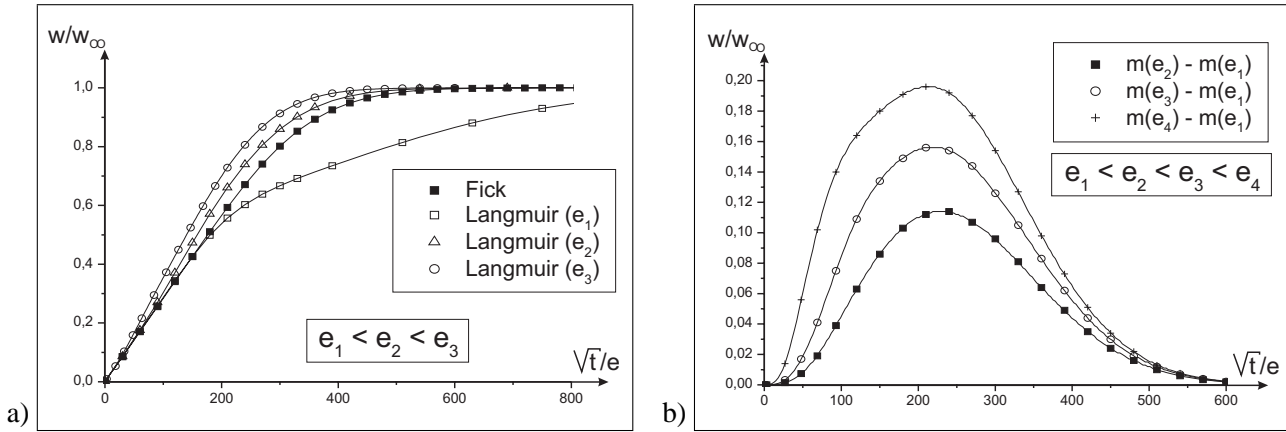 w/w∞
1,0
0,8
0,6
0,4
0,2
0,0
0 200 400 600 800
√t/e
Fick
Langmuir (e₁)
Langmuir (e₂)
Langmuir (e₃)
e₁ < e₂ < e₃
a)
w/w∞
0,20
0,18
0,16
0,14
0,12
0,10
0,08
0,06
0,04
0,02
0,00
0 100 200 300 400 500 600
√t/e
m(e₂) - m(e₁)
m(e₃) - m(e₁)
m(e₄) - m(e₁)
e₁ < e₂ < e₃ < e₄
b)